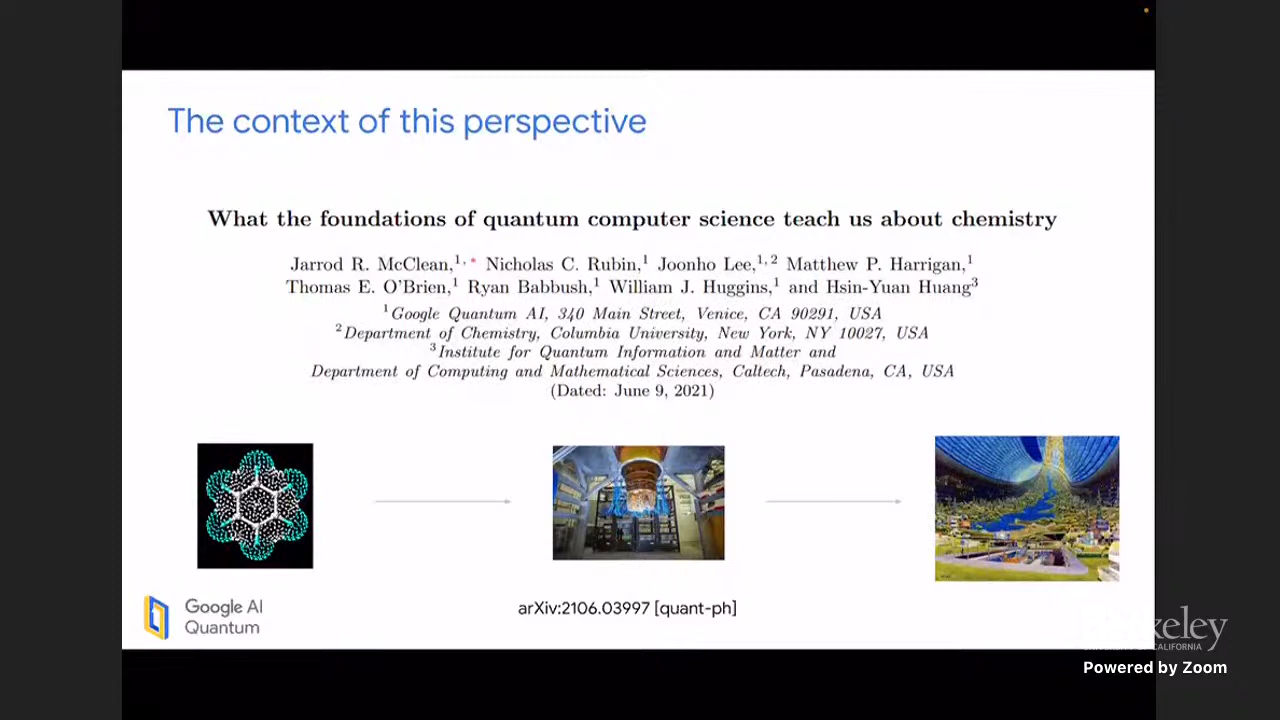 The context of this perspective
What the foundations of quantum computer science teach us about chemistry
Jarrod R. McClean,1, * Nicholas C. Rubin,1 Joonho Lee,1, 2 Matthew P. Harrigan,1
Thomas E. O'Brien,1 Ryan Babbush,1 William J. Huggins,1 and Hsin-Yuan Huang3
1Google Quantum AI, 340 Main Street, Venice, CA 90291, USA
2Department of Chemistry, Columbia University, New York, NY 10027, USA
3Institute for Quantum Information and Matter and
Department of Computing and Mathematical Sciences, Caltech, Pasadena, CA, USA
(Dated: June 9, 2021)
Google AI
Quantum
arXiv:2106.03997 [quant-ph]
keley
CALIFORNIA
Powered by Zoom